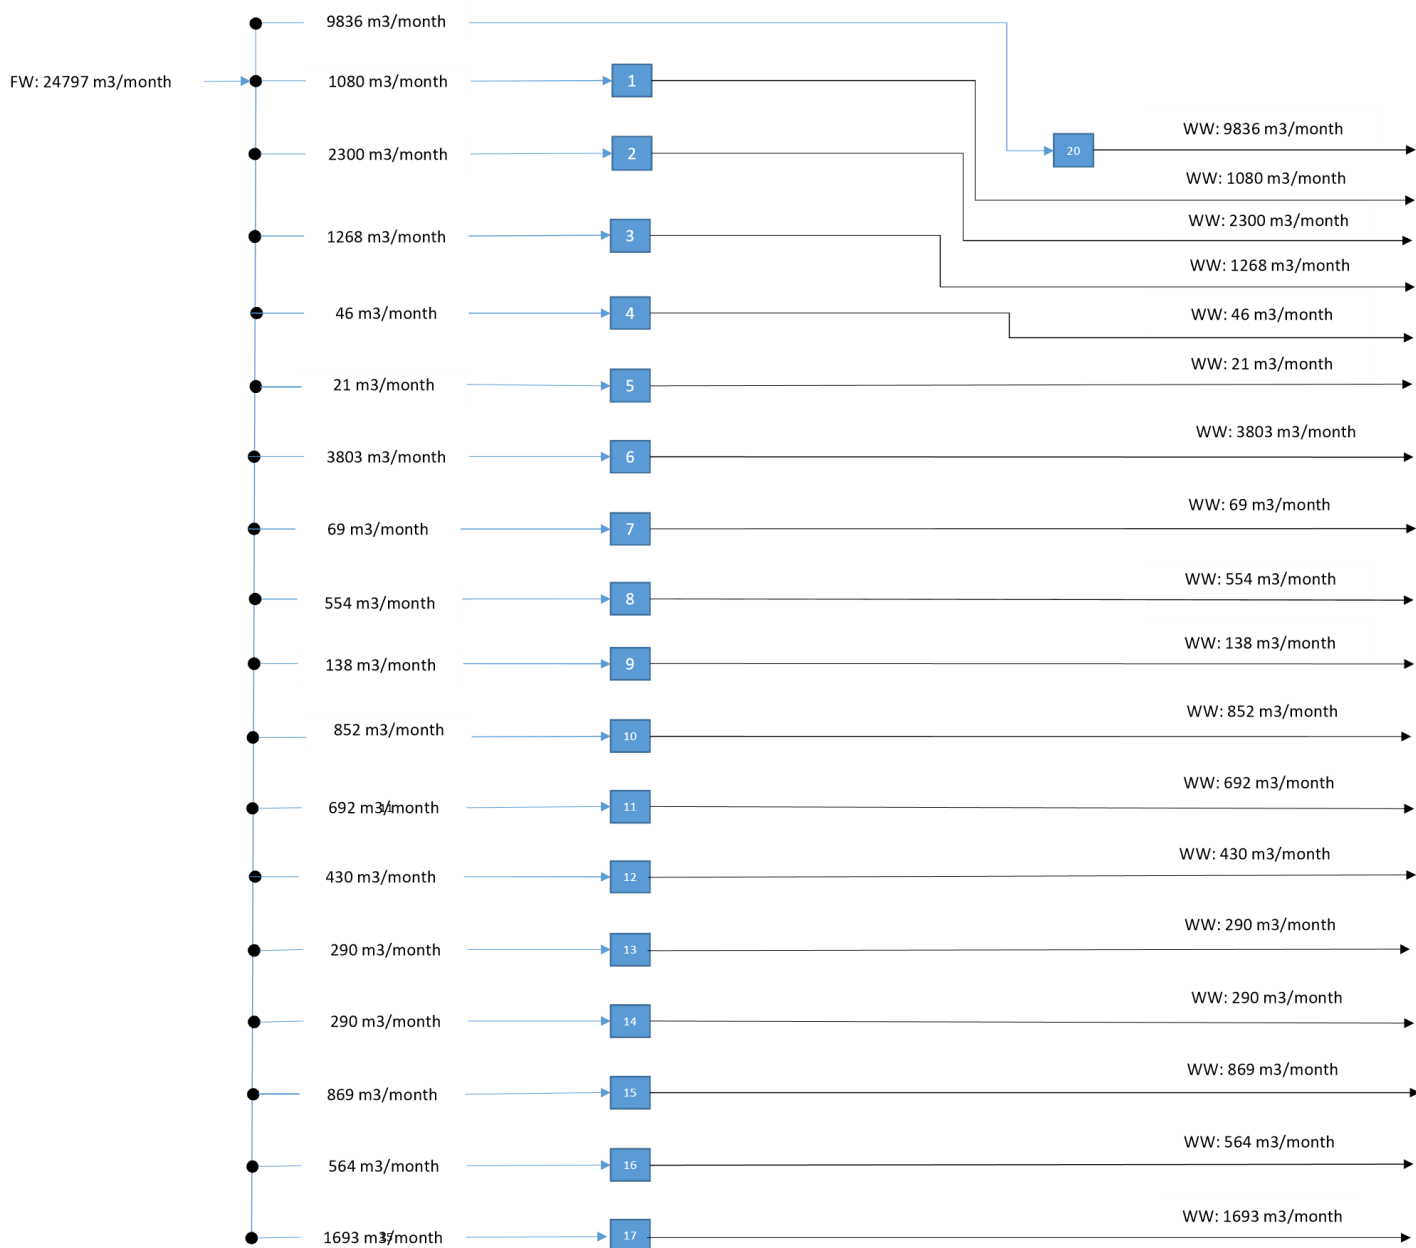 9836 m3/month
FW: 24797 m3/month
1080 m3/month
1
2300 m3/month
2
20
WW: 9836 m3/month
WW: 1080 m3/month
WW: 2300 m3/month
1268 m3/month
3
WW: 1268 m3/month
46 m3/month
4
WW: 46 m3/month
21 m3/month
5
WW: 21 m3/month
3803 m3/month
6
WW: 3803 m3/month
69 m3/month
7
WW: 69 m3/month
554 m3/month
8
WW: 554 m3/month
138 m3/month
9
WW: 138 m3/month
852 m3/month
10
WW: 852 m3/month
692 m3/month
11
WW: 692 m3/month
430 m3/month
12
WW: 430 m3/month
290 m3/month
13
WW: 290 m3/month
290 m3/month
14
WW: 290 m3/month
869 m3/month
15
WW: 869 m3/month
564 m3/month
16
WW: 564 m3/month
1693 m3/month
17
WW: 1693 m3/month